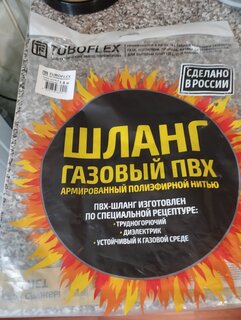 TUBOFLEX
СДЕЛАНО
В РОССИИ
TUBOFLEX
ШЛАНГ
ГАЗОВЫЙ ПВХ
АРМИРОВАННЫЙ ПОЛИЭФИРНОЙ НИТЬЮ
ПВХ-ШЛАНГ ИЗГОТОВЛЕН
ПО СПЕЦИАЛЬНОЙ РЕЦЕПТУРЕ:
• ТРУДНОГОРЮЧИЙ
• ДИЭЛЕКТРИК
• УСТОЙЧИВЫЙ К ГАЗОВОЙ СРЕДЕ